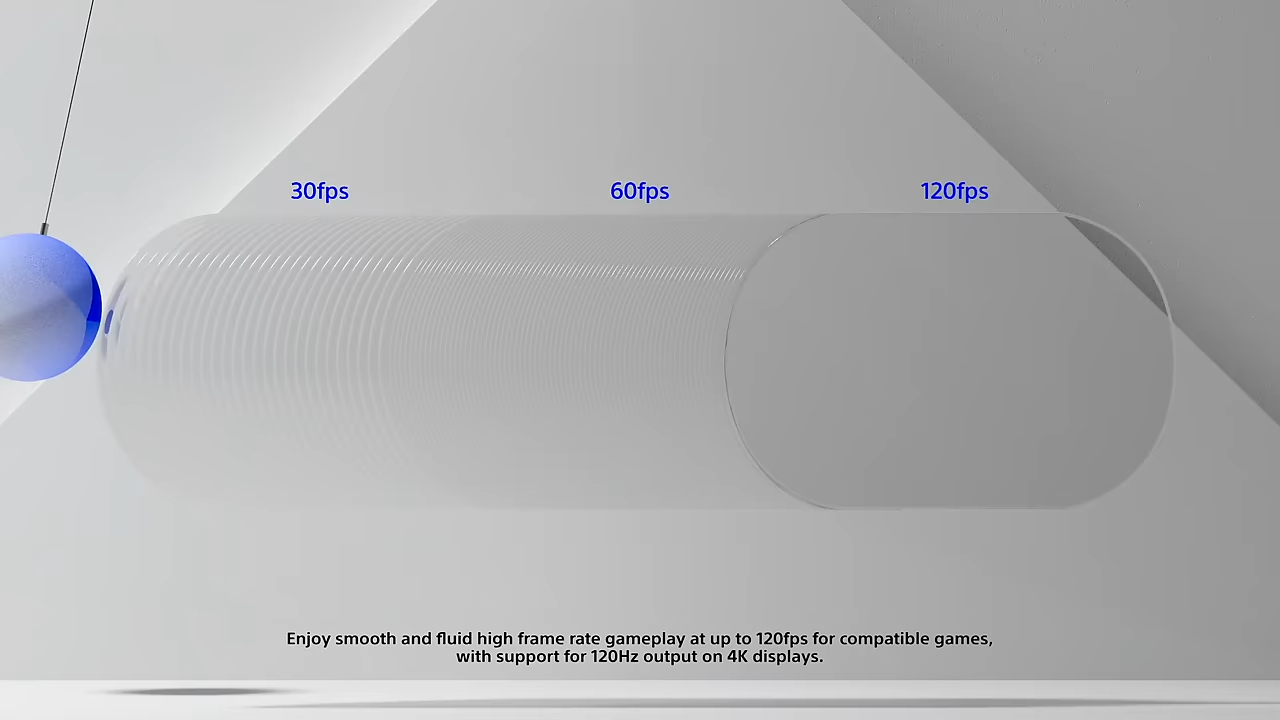 30fps
60fps
120fps
Enjoy smooth and fluid high frame rate gameplay at up to 120fps for compatible games,
with support for 120Hz output on 4K displays.